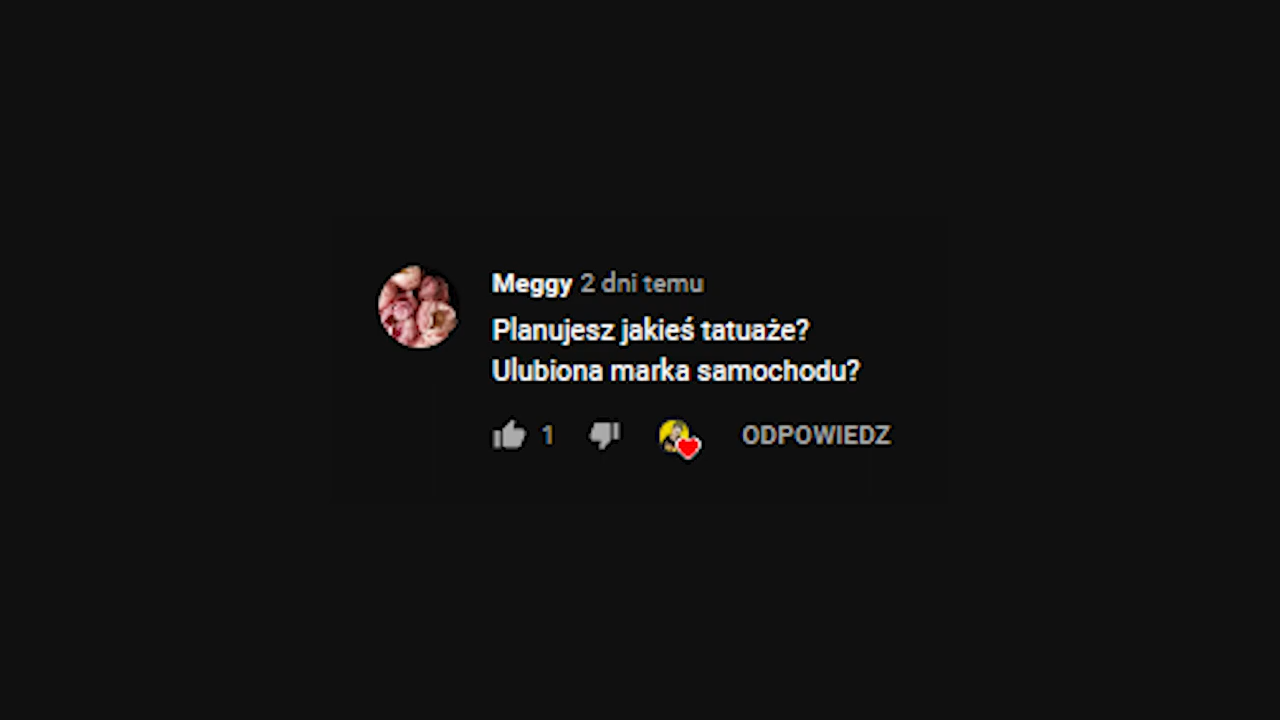 Meggy 2 dni temu
Planujesz jakieś tatuaże?
Ulubiona marka samochodu?
1 ODPOWIEDZ